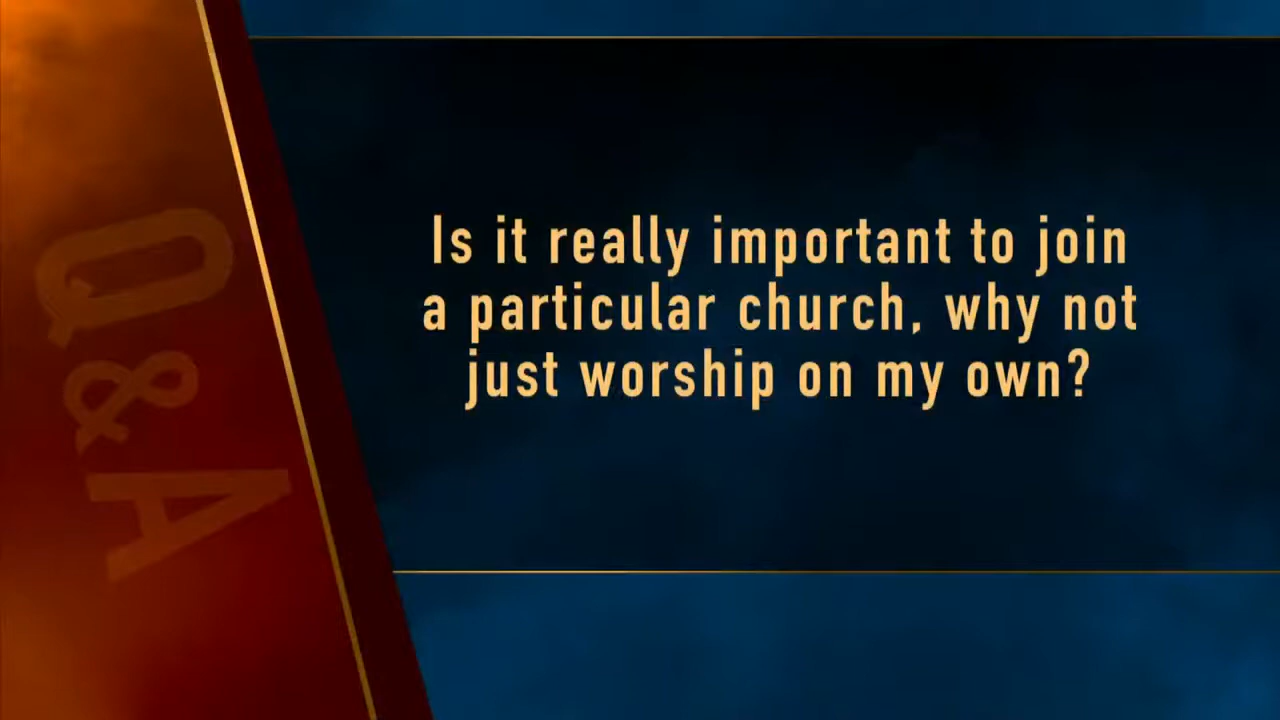 Q&A
Is it really important to join
a particular church, why not
just worship on my own?